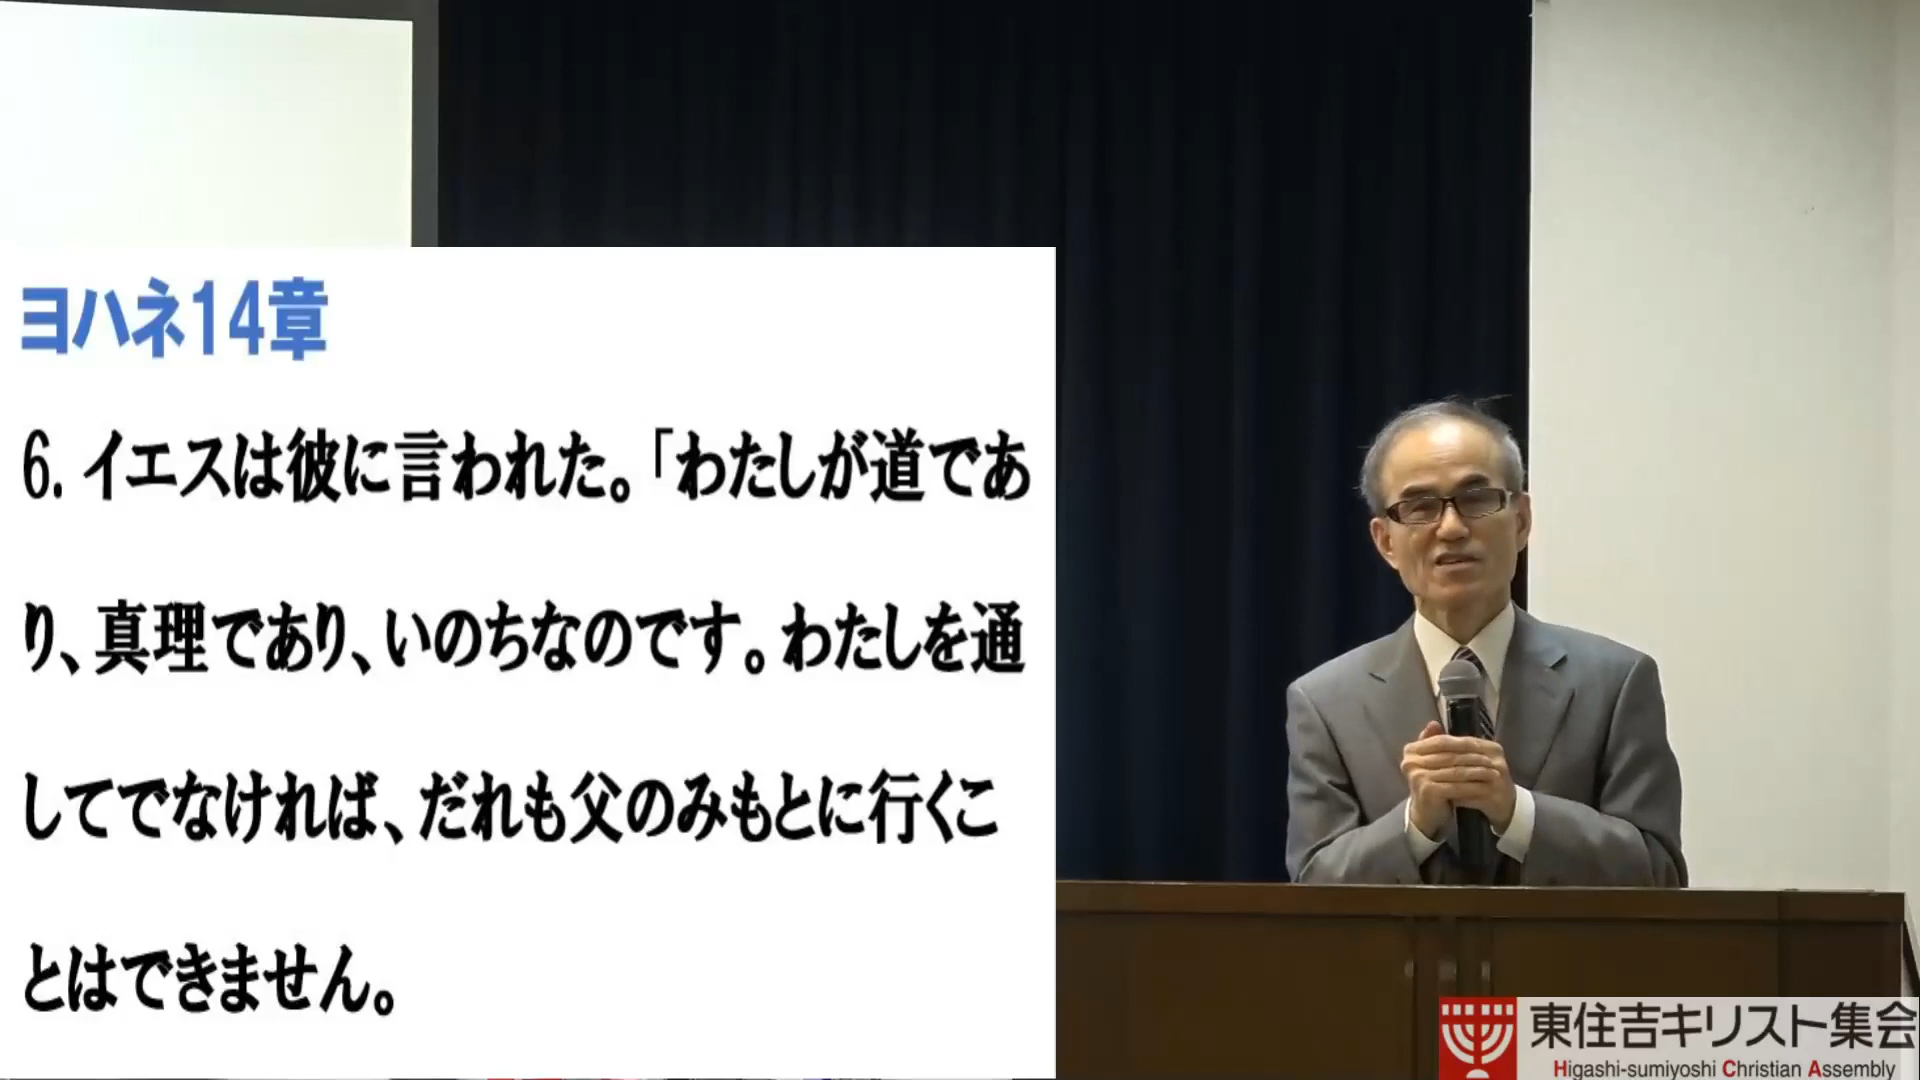 ヨハネ14章
6. イエスは彼に言われた。「わたしが道であ
り、真理であり、いのちなのです。わたしを通
してでなければ、だれも父のみもとに行くこ
とはできません。
東住吉キリスト集会
Higashi-sumiyoshi Christian Assembly